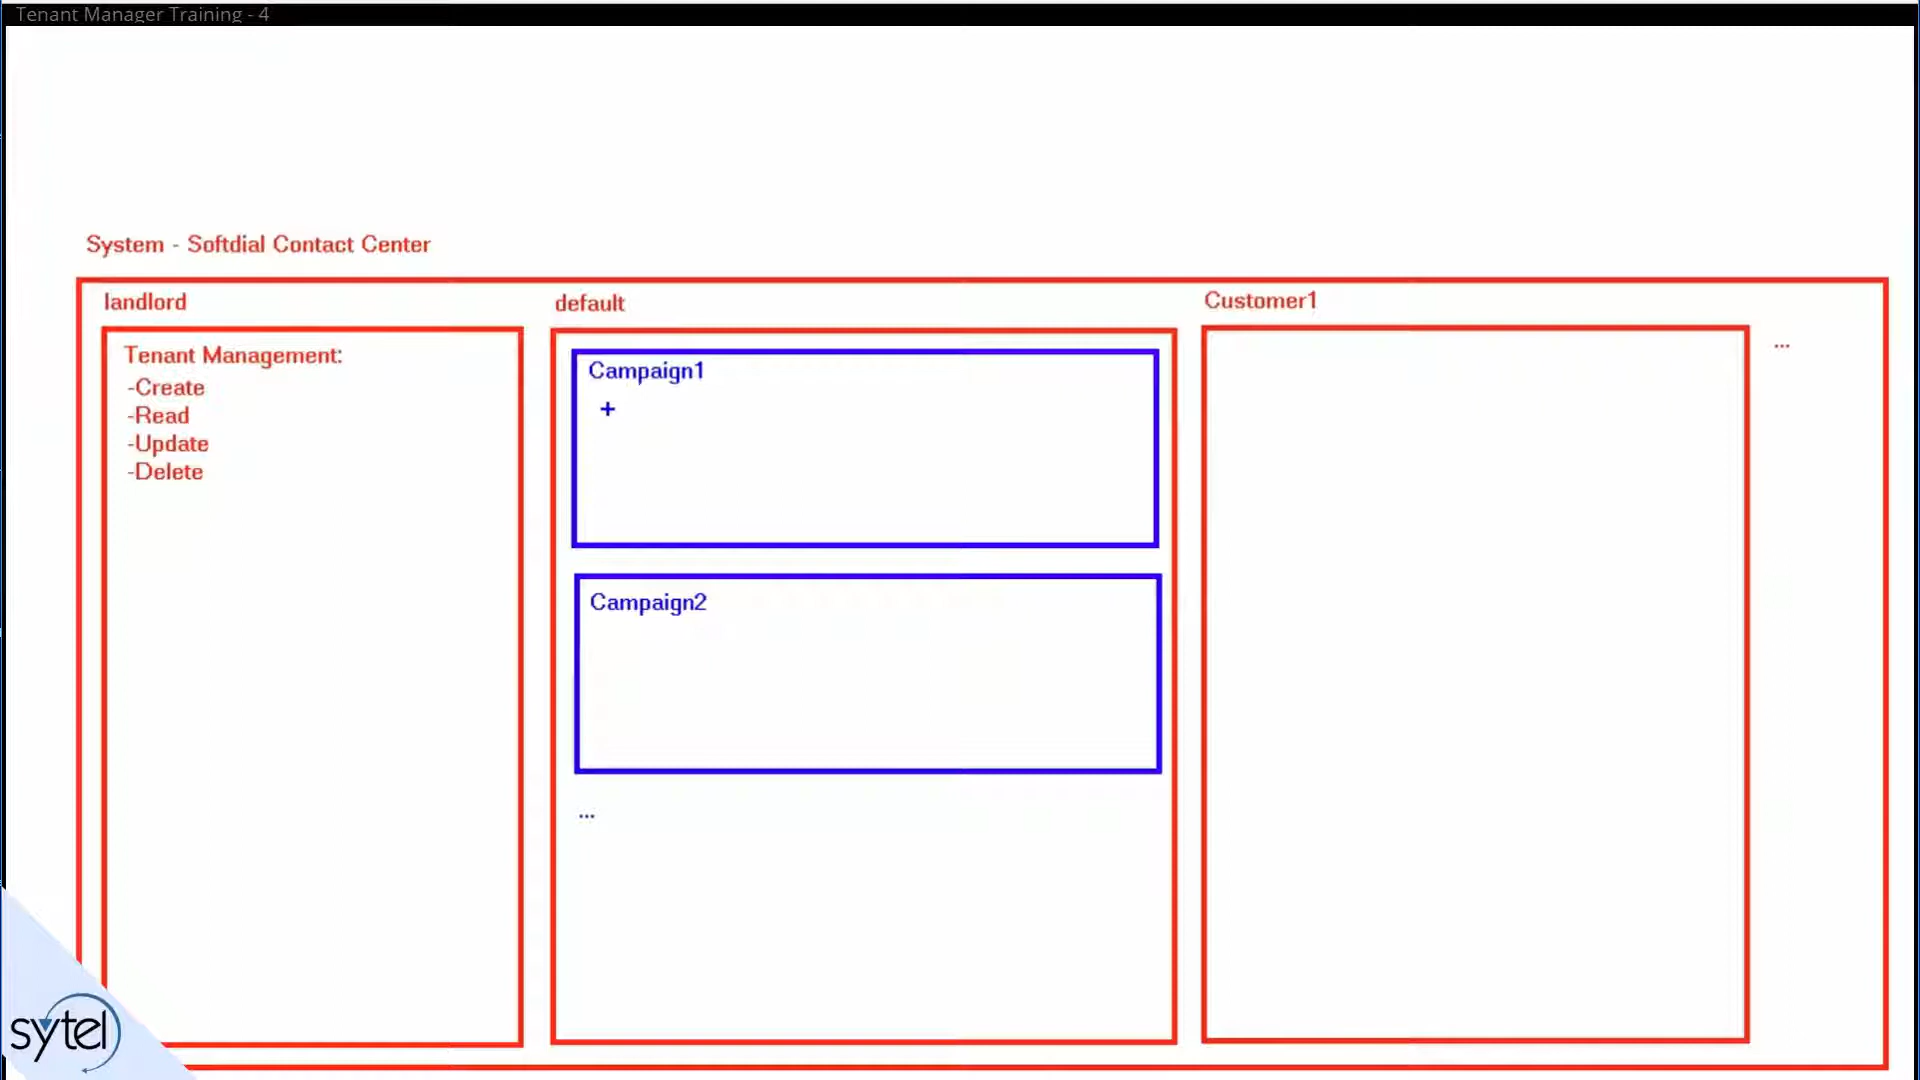 Tenant Manager Training - 4
System - Softdial Contact Center
landlord
Tenant Management:
-Create
-Read
-Update
-Delete
default
Campaign1
+
Campaign2
...
Customer1
...
sytel